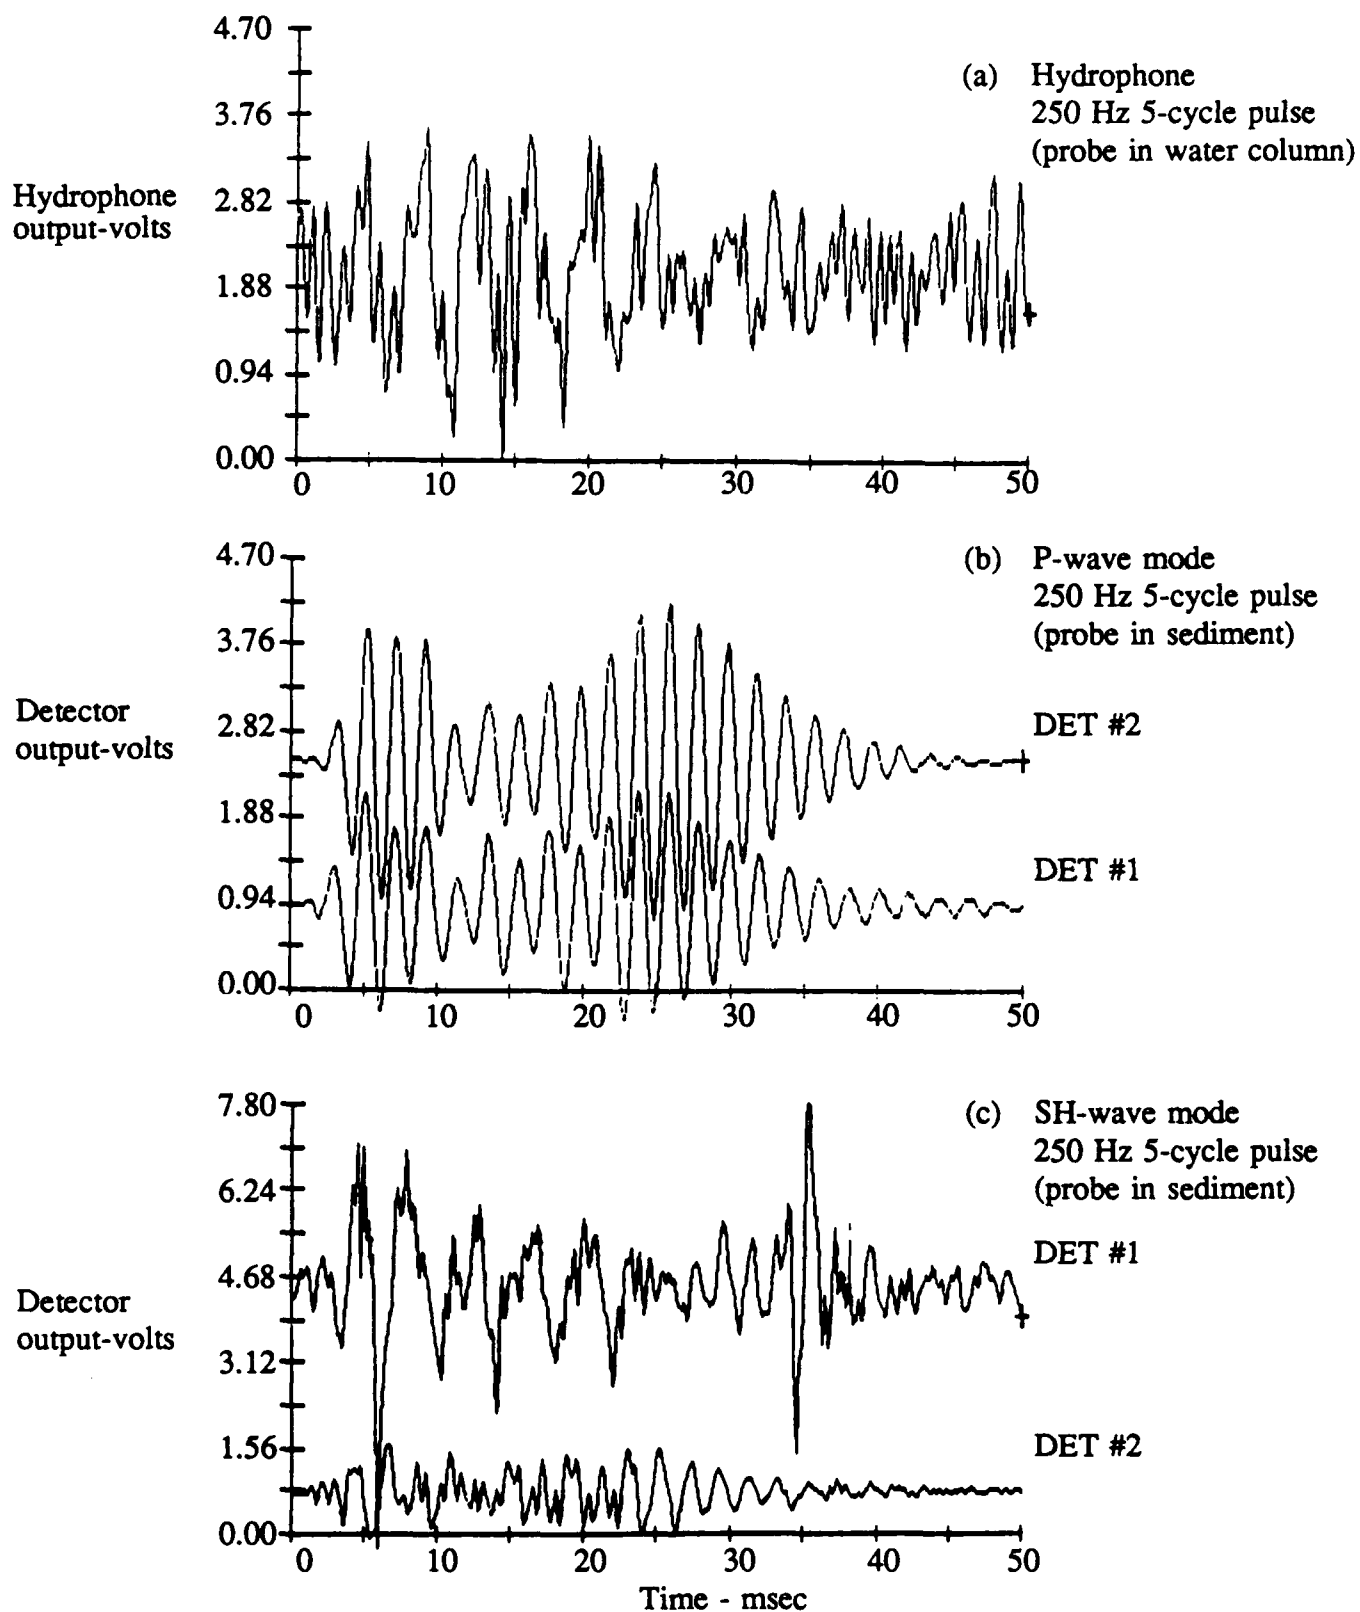 4.70
(a) Hydrophone
250 Hz 5-cycle pulse
(probe in water column)
3.76
Hydrophone
output-volts
2.82
1.88
0.94
0.00
0 10 20 30 40 50
4.70
(b) P-wave mode
250 Hz 5-cycle pulse
(probe in sediment)
3.76
Detector
output-volts
2.82
DET #2
1.88
DET #1
0.94
0.00
0 10 20 30 40 50
7.80
(c) SH-wave mode
250 Hz 5-cycle pulse
(probe in sediment)
6.24
DET #1
4.68
Detector
output-volts
3.12
1.56
DET #2
0.00
0 10 20 30 40 50
Time - msec